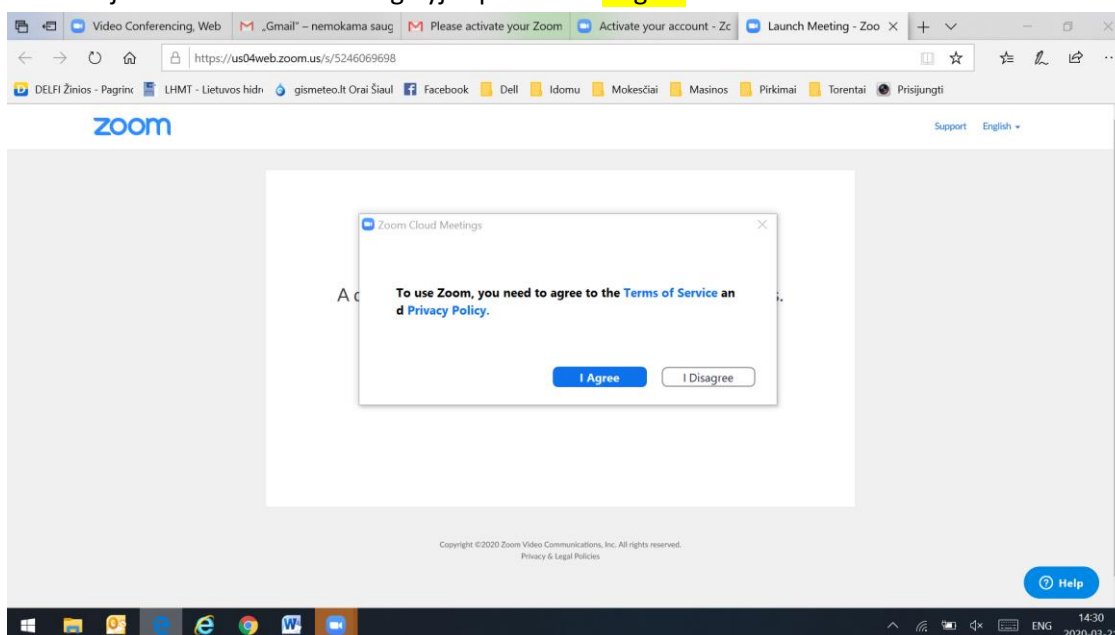 Video Conferencing, Web
„Gmail“ – nemokama saug
Please activate your Zoom
Activate your account - Zc
Launch Meeting - Zoo
https://us04web.zoom.us/s/5246069698
DELFI Žinios - Pagrinc
LHMT - Lietuvos hidr
gismeteo.lt Orai Šiaul
Facebook
Dell
Idomu
Mokesčiai
Masinos
Pirkimai
Torentai
Prisijungti
zoom
Support English
Zoom Cloud Meetings
A
To use Zoom, you need to agree to the Terms of Service an
d Privacy Policy.
s.
I Agree
I Disagree
Copyright ©2020 Zoom Video Communications, Inc. All rights reserved.
Privacy & Legal Policies
Help
ENG
14:30